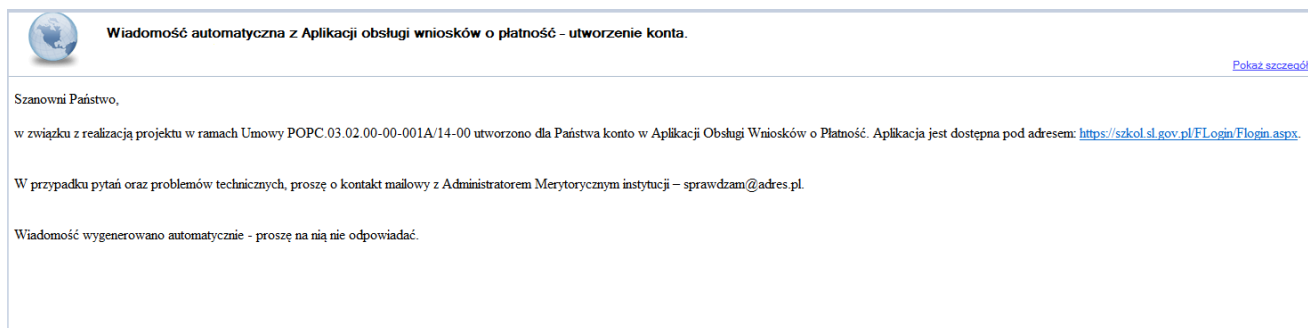 Wiadomość automatyczna z Aplikacji obsługi wniosków o płatność - utworzenie konta.
Pokaż szczegół
Szanowni Państwo,
w związku z realizacją projektu w ramach Umowy POPC.03.02.00-00-001A/14-00 utworzono dla Państwa konto w Aplikacji Obsługi Wniosków o Płatność. Aplikacja jest dostępna pod adresem: https://szkol.sl.gov.pl/FLogin/Flogin.aspx.
W przypadku pytań oraz problemów technicznych, proszę o kontakt mailowy z Administratorem Merytorycznym instytucji – sprawdzam@adres.pl.
Wiadomość wygenerowano automatycznie - proszę na nią nie odpowiadać.